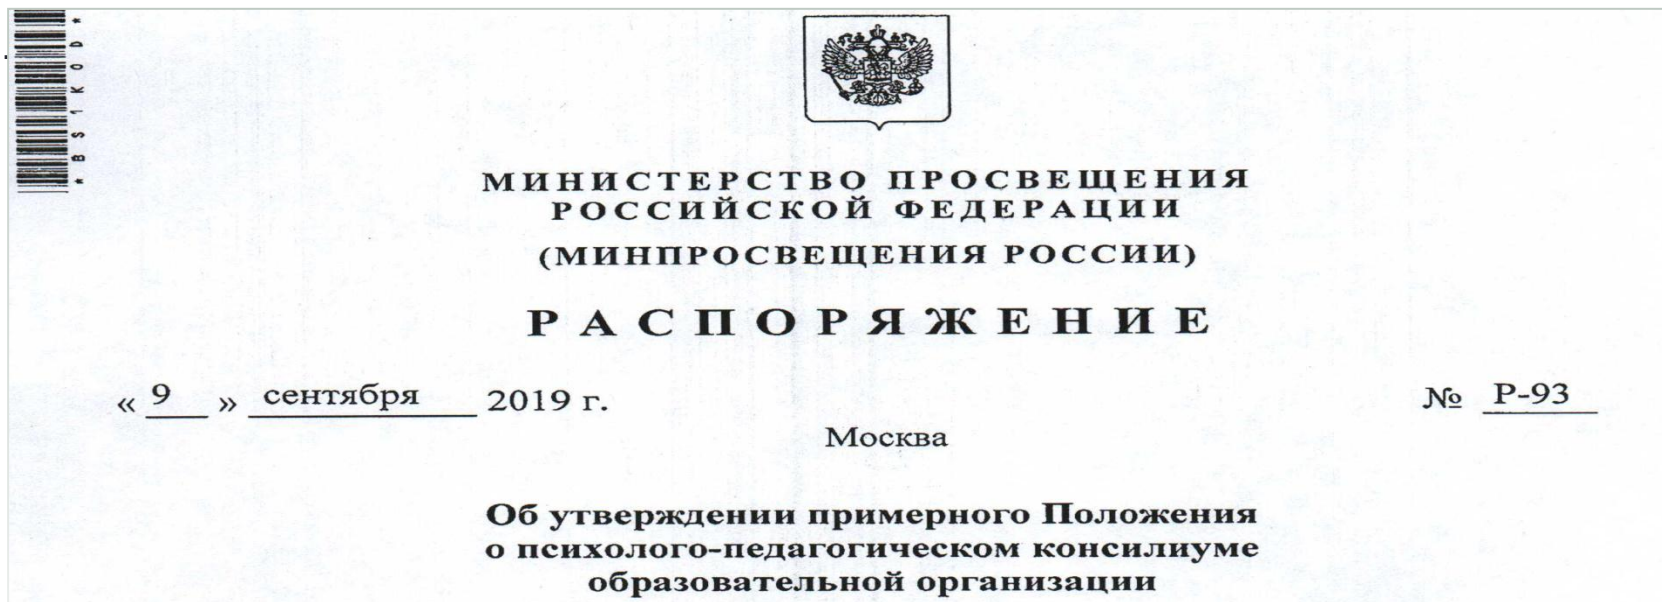 * B S 1 K O D *
МИНИСТЕРСТВО ПРОСВЕЩЕНИЯ
РОССИЙСКОЙ ФЕДЕРАЦИИ
(МИНПРОСВЕЩЕНИЯ РОССИИ)
РАСПОРЯЖЕНИЕ
« 9 » сентября 2019 г. № Р-93
Москва
Об утверждении примерного Положения
о психолого-педагогическом консилиуме
образовательной организации